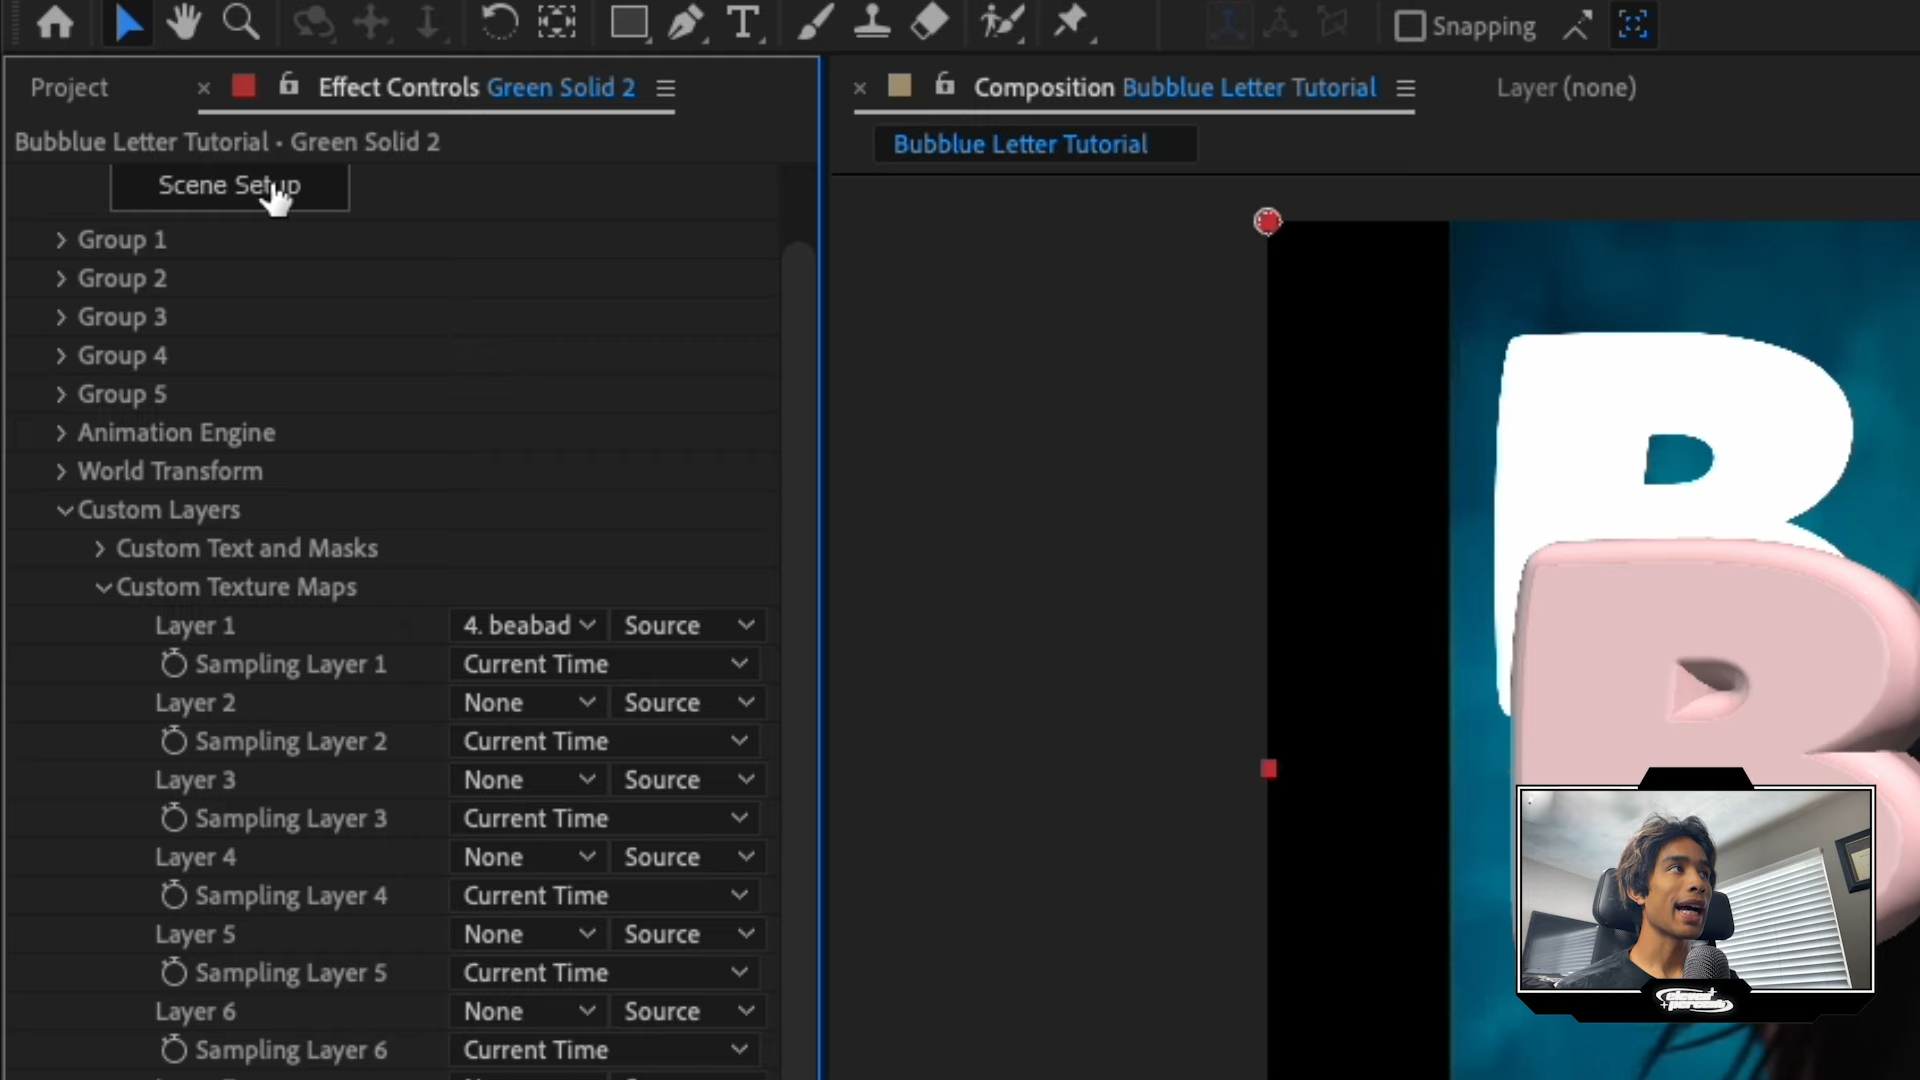 Snapping
Project
Effect Controls Green Solid 2
Composition Bubblue Letter Tutorial
Layer (none)
Bubblue Letter Tutorial • Green Solid 2
Bubblue Letter Tutorial
Scene Setup
Group 1
Group 2
Group 3
Group 4
Group 5
Animation Engine
World Transform
Custom Layers
Custom Text and Masks
Custom Texture Maps
Layer 1 4. beabad Source
Sampling Layer 1 Current Time
Layer 2 None Source
Sampling Layer 2 Current Time
Layer 3 None Source
Sampling Layer 3 Current Time
Layer 4 None Source
Sampling Layer 4 Current Time
Layer 5 None Source
Sampling Layer 5 Current Time
Layer 6 None Source
Sampling Layer 6 Current Time
B
B